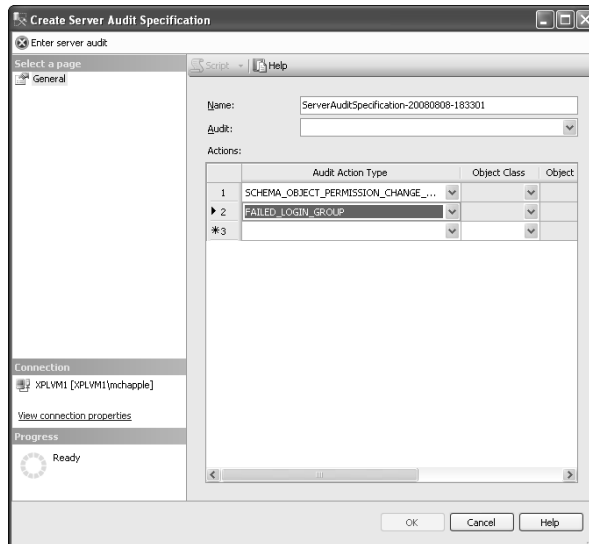 Create Server Audit Specification
Enter server audit
Select a page
General
Script
Help
Name:
ServerAuditSpecification-20080808-183301
Audit:
Actions:
Audit Action Type
Object Class
Object
1
SCHEMA_OBJECT_PERMISSION_CHANGE_...
2
FAILED_LOGIN_GROUP
3
Connection
XPLVM1 [XPLVM1\mchapple]
View connection properties
Progress
Ready
OK
Cancel
Help